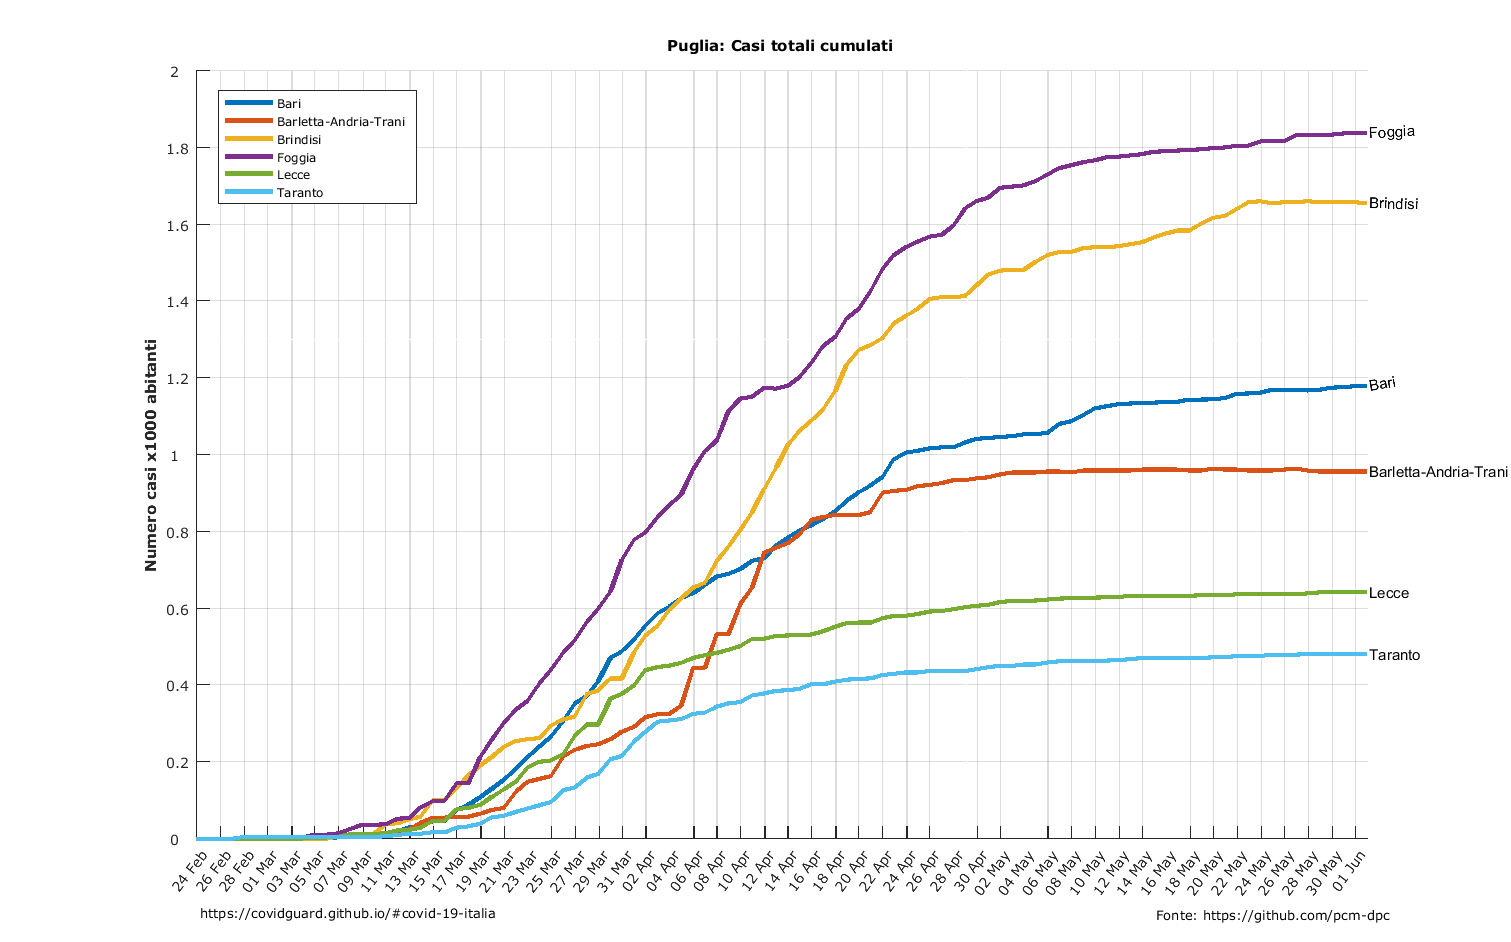 Puglia: Casi totali cumulati
2
1.8
1.6
1.4
1.2
1
0.8
0.6
0.4
0.2
0
Numero casi x1000 abitanti
Bari
Barletta-Andria-Trani
Brindisi
Foggia
Lecce
Taranto
Foggia
Brindisi
Bari
Barletta-Andria-Trani
Lecce
Taranto
24 Feb
26 Feb
28 Feb
01 Mar
03 Mar
05 Mar
07 Mar
09 Mar
11 Mar
13 Mar
15 Mar
17 Mar
19 Mar
21 Mar
23 Mar
25 Mar
27 Mar
29 Mar
31 Mar
02 Apr
04 Apr
06 Apr
08 Apr
10 Apr
12 Apr
14 Apr
16 Apr
18 Apr
20 Apr
22 Apr
24 Apr
26 Apr
28 Apr
30 Apr
02 May
04 May
06 May
08 May
10 May
12 May
14 May
16 May
18 May
20 May
22 May
24 May
26 May
28 May
30 May
01 Jun
https://covidguard.github.io/#covid-19-italia
Fonte: https://github.com/pcm-dpc